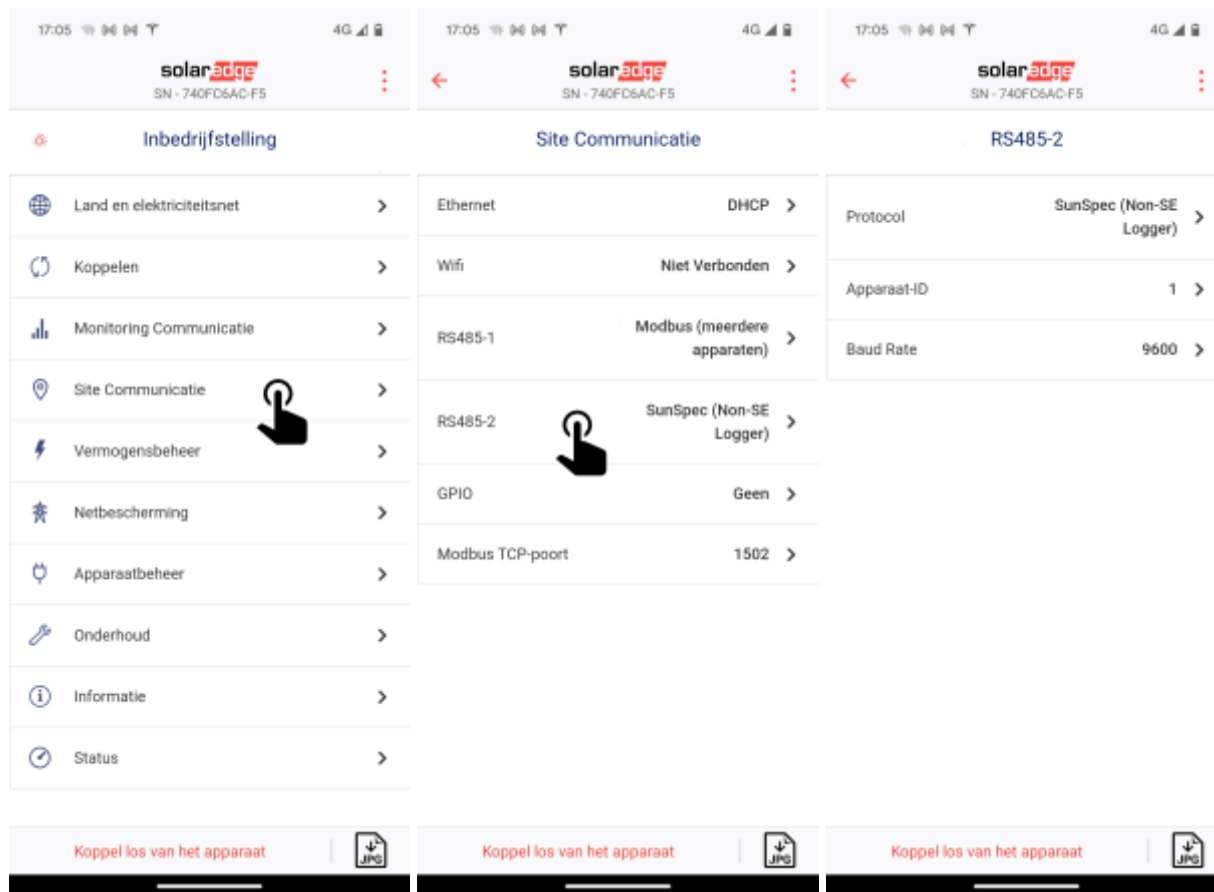 17:05 4G
solaredge
SN - 740FC6AC-F5
Inbedrijfstelling
Land en elektriciteitsnet
Koppelen
Monitoring Communicatie
Site Communicatie
Vermogensbeheer
Netbescherming
Apparaatbeheer
Onderhoud
Informatie
Status
Koppel los van het apparaat
JPG
17:05 4G
solaredge
SN - 740FC6AC-F5
Site Communicatie
Ethernet DHCP
Wifi Niet Verbonden
RS485-1 Modbus (meerdere
apparaten)
RS485-2 SunSpec (Non-SE
Logger)
GPIO Geen
Modbus TCP-poort 1502
Koppel los van het apparaat
JPG
17:05 4G
solaredge
SN - 740FC6AC-F5
RS485-2
Protocol SunSpec (Non-SE
Logger)
Apparaat-ID 1
Baud Rate 9600
Koppel los van het apparaat
JPG